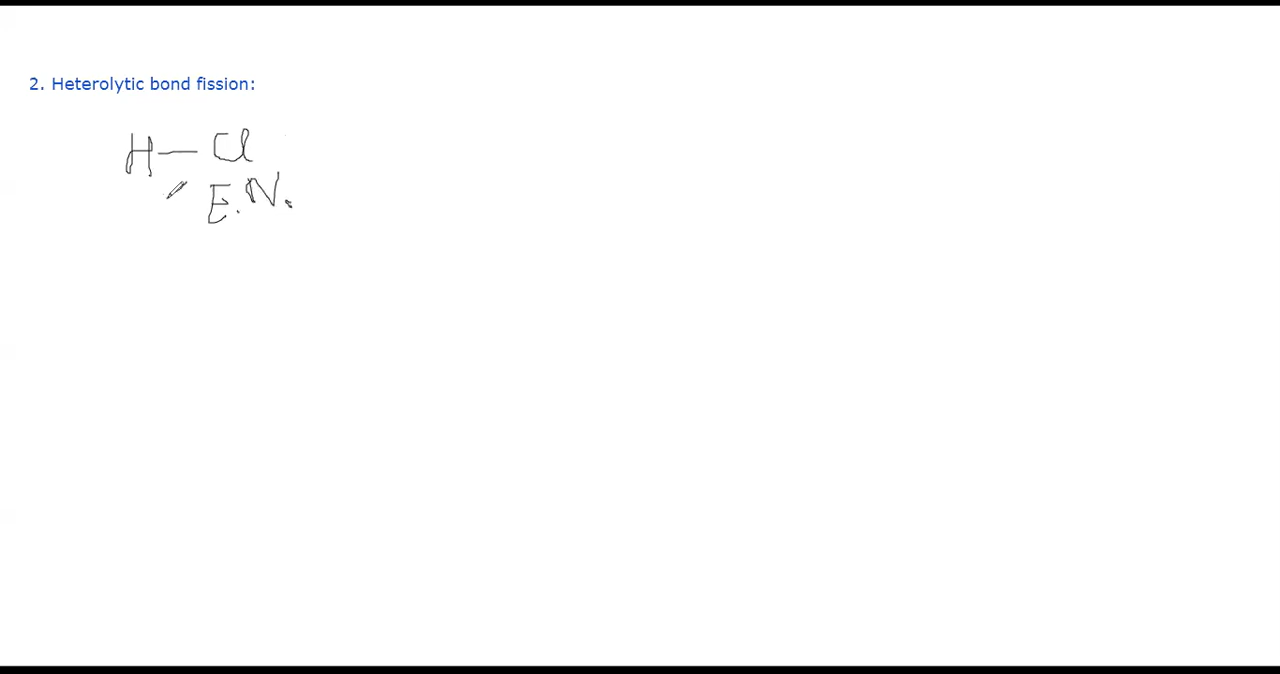 2. Heterolytic bond fission:
H — Cl
E.N.